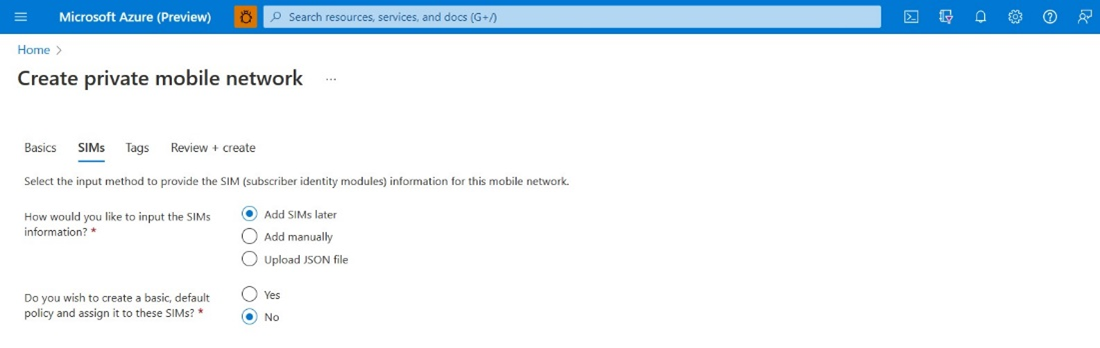 Microsoft Azure (Preview)
Search resources, services, and docs (G+/)
Home >
Create private mobile network ...
Basics SIMs Tags Review + create
Select the input method to provide the SIM (subscriber identity modules) information for this mobile network.
How would you like to input the SIMs
information? *
Add SIMs later
Add manually
Upload JSON file
Do you wish to create a basic, default
policy and assign it to these SIMs? *
Yes
No